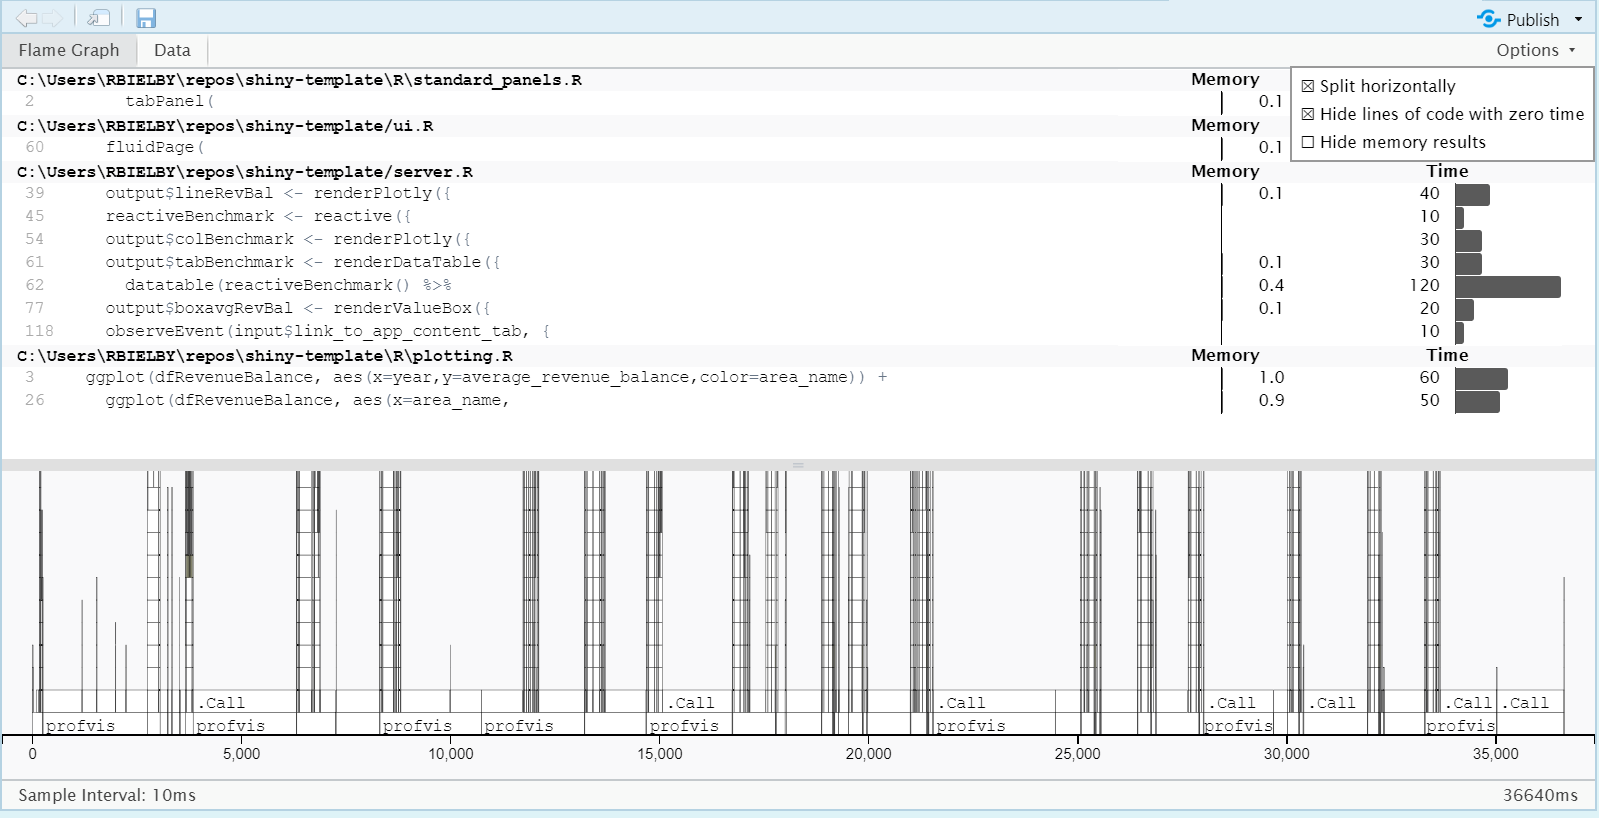 Publish
Flame Graph Data Options
C:\Users\RBIELBY\repos\shiny-template\R\standard_panels.R Memory
2 tabPanel( 0.1
Split horizontally
Hide lines of code with zero time
Hide memory results
C:\Users\RBIELBY\repos\shiny-template/ui.R Memory
60 fluidPage( 0.1
C:\Users\RBIELBY\repos\shiny-template/server.R Memory Time
39 output$lineRevBal <- renderPlotly({ 0.1 40
45 reactiveBenchmark <- reactive({ 10
54 output$colBenchmark <- renderPlotly({ 30
61 output$tabBenchmark <- renderDataTable({ 0.1 30
62 datatable(reactiveBenchmark() %>% 0.4 120
77 output$boxavgRevBal <- renderValueBox({ 0.1 20
118 observeEvent(input$link_to_app_content_tab, { 10
C:\Users\RBIELBY\repos\shiny-template\R\plotting.R Memory Time
3 ggplot(dfRevenueBalance, aes(x=year,y=average_revenue_balance,color=area_name)) + 1.0 60
26 ggplot(dfRevenueBalance, aes(x=area_name, 0.9 50
.Call .Call .Call .Call .Call .Call .Call
profvis profvis profvis profvis profvis profvis profvis profvis
0 5,000 10,000 15,000 20,000 25,000 30,000 35,000
Sample Interval: 10ms 36640ms